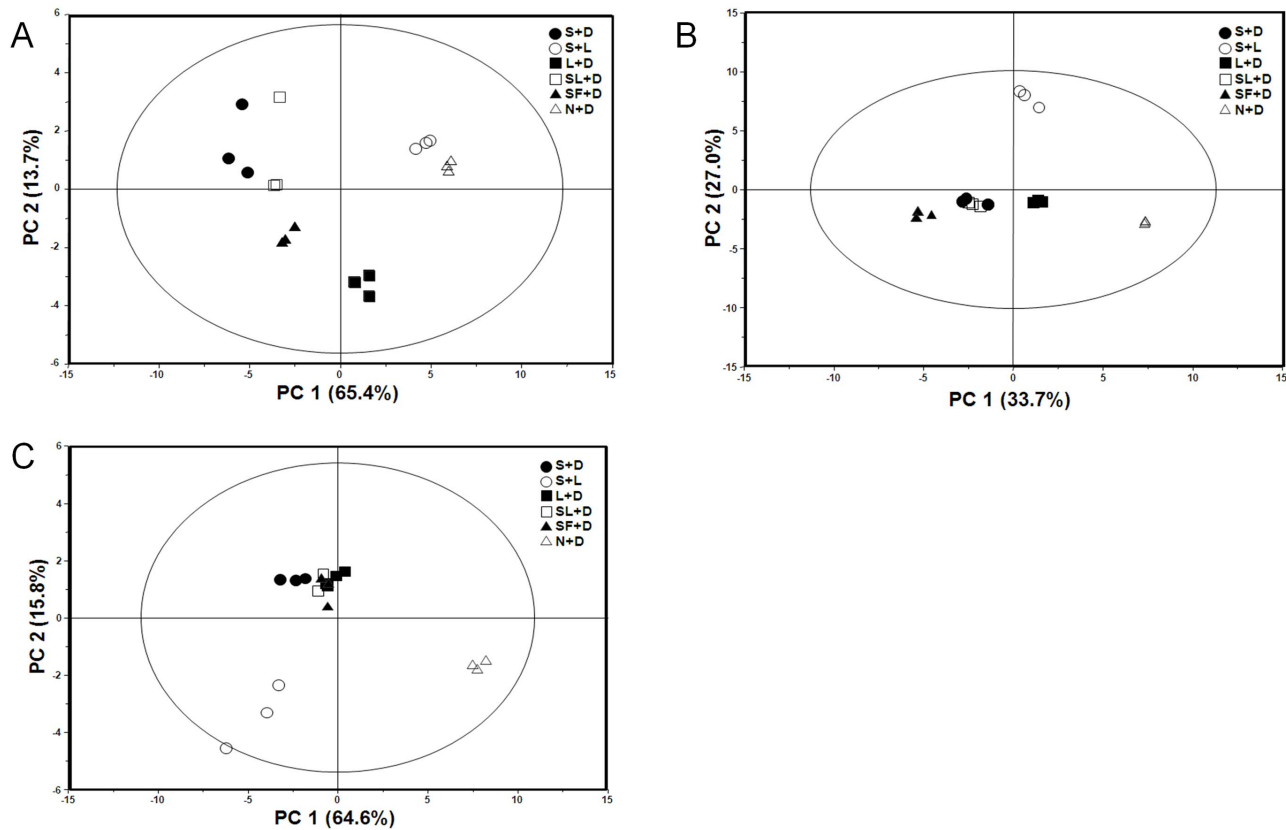 A
6
4
2
0
-2
-4
-6
PC 2 (13.7%)
S+D
S+L
L+D
SL+D
SF+D
N+D
-15
-10
-5
0
5
10
15
PC 1 (65.4%)
B
15
10
5
0
-5
-10
-15
PC 2 (27.0%)
S+D
S+L
L+D
SL+D
SF+D
N+D
-15
-10
-5
0
5
10
15
PC 1 (33.7%)
C
6
4
2
0
-2
-4
-6
PC 2 (15.8%)
S+D
S+L
L+D
SL+D
SF+D
N+D
-15
-10
-5
0
5
10
15
PC 1 (64.6%)